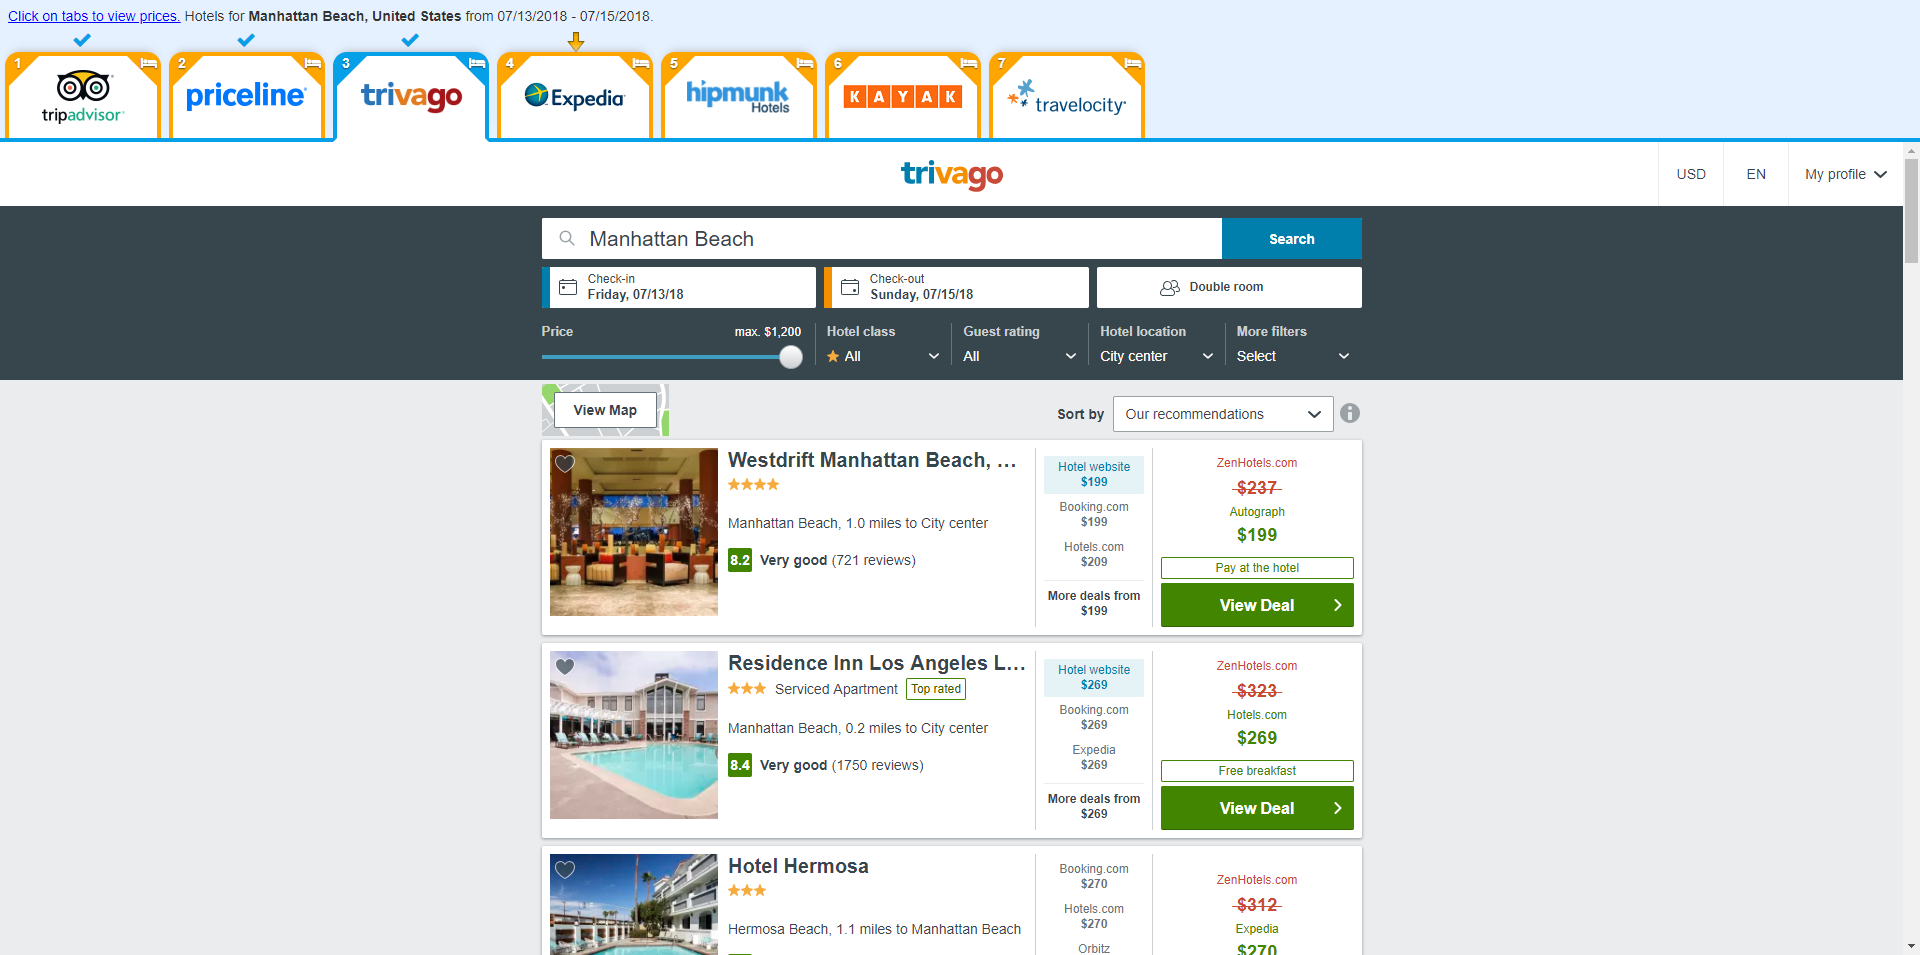 Click on tabs to view prices. Hotels for Manhattan Beach, United States from 07/13/2018 - 07/15/2018.
1
tripadvisor
2
priceline
3
trivago
4
Expedia
5
hipmunk
Hotels
6
KAYAK
7
travelocity
trivago
USD
EN
My profile
Manhattan Beach
Search
Check-in
Friday, 07/13/18
Check-out
Sunday, 07/15/18
Double room
Price
max. $1,200
Hotel class
All
Guest rating
All
Hotel location
City center
More filters
Select
View Map
Sort by
Our recommendations
Westdrift Manhattan Beach, ...
Manhattan Beach, 1.0 miles to City center
8.2 Very good (721 reviews)
Hotel website
$199
Booking.com
$199
Hotels.com
$209
More deals from
$199
ZenHotels.com
$237
Autograph
$199
Pay at the hotel
View Deal
Residence Inn Los Angeles L...
Serviced Apartment Top rated
Manhattan Beach, 0.2 miles to City center
8.4 Very good (1750 reviews)
Hotel website
$269
Booking.com
$269
Expedia
$269
More deals from
$269
ZenHotels.com
$323
Hotels.com
$269
Free breakfast
View Deal
Hotel Hermosa
Hermosa Beach, 1.1 miles to Manhattan Beach
Booking.com
$270
Hotels.com
$270
Orbitz
ZenHotels.com
$312
Expedia
$270